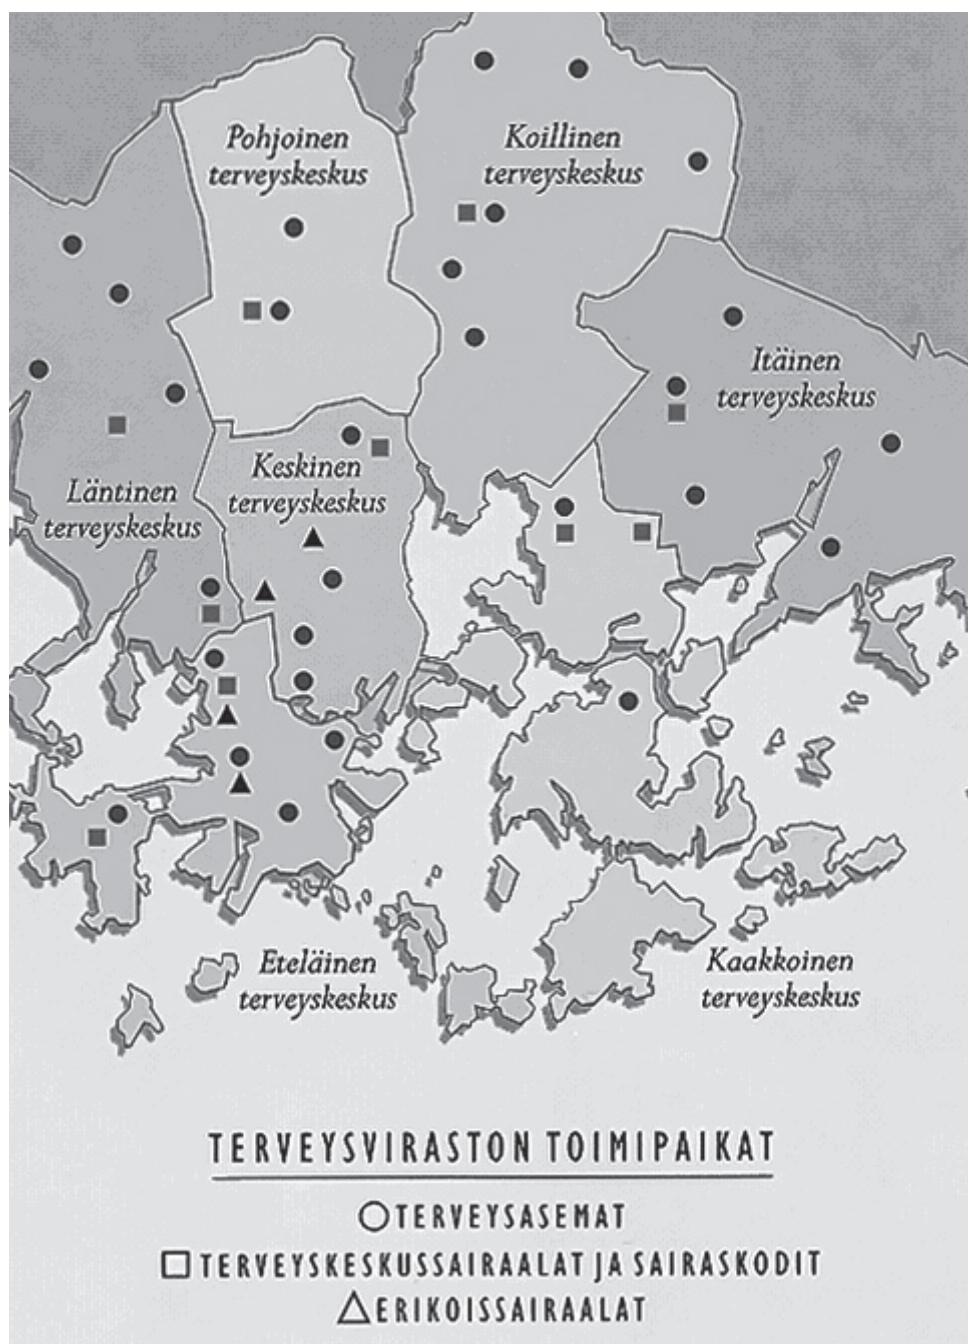 Pohjoinen
terveyskeskus
Koillinen
terveyskeskus
Itäinen
terveyskeskus
Keskinen
terveyskeskus
Läntinen
terveyskeskus
Eteläinen
terveyskeskus
Kaakkoinen
terveyskeskus
TERVEYSVIRASTON TOIMIPAIKAT
TERVEYSASEMAT
TERVEYSKESKUSSAIRAALAT JA SAIRASKODIT
ERIKOISSAIRAALAT